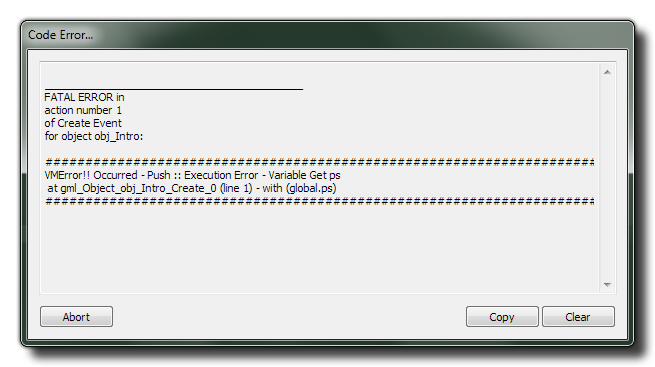 Code Error...
____________________________________________
FATAL ERROR in
action number 1
of Create Event
for object obj_Intro:
######################################################################
VMError!! Occurred - Push :: Execution Error - Variable Get ps
at gml_Object_obj_Intro_Create_0 (line 1) - with (global.ps)
######################################################################
Abort
Copy
Clear